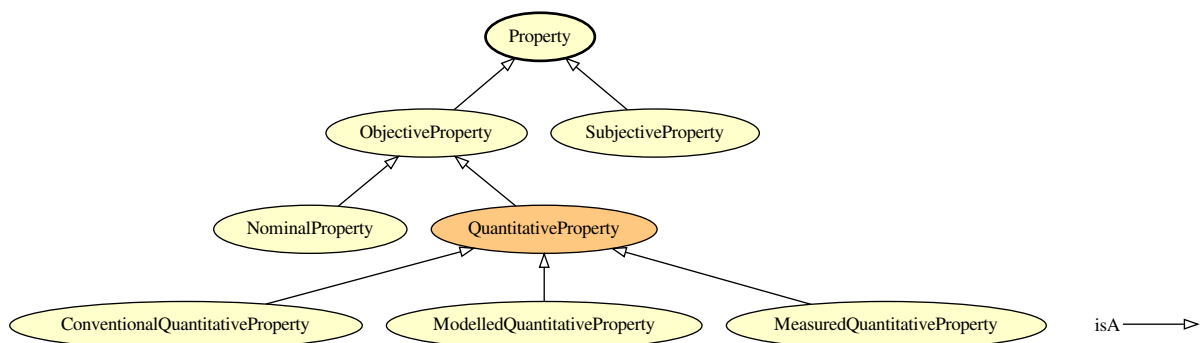 Property
ObjectiveProperty
SubjectiveProperty
NominalProperty
QuantitativeProperty
ConventionalQuantitativeProperty
ModelledQuantitativeProperty
MeasuredQuantitativeProperty
isA